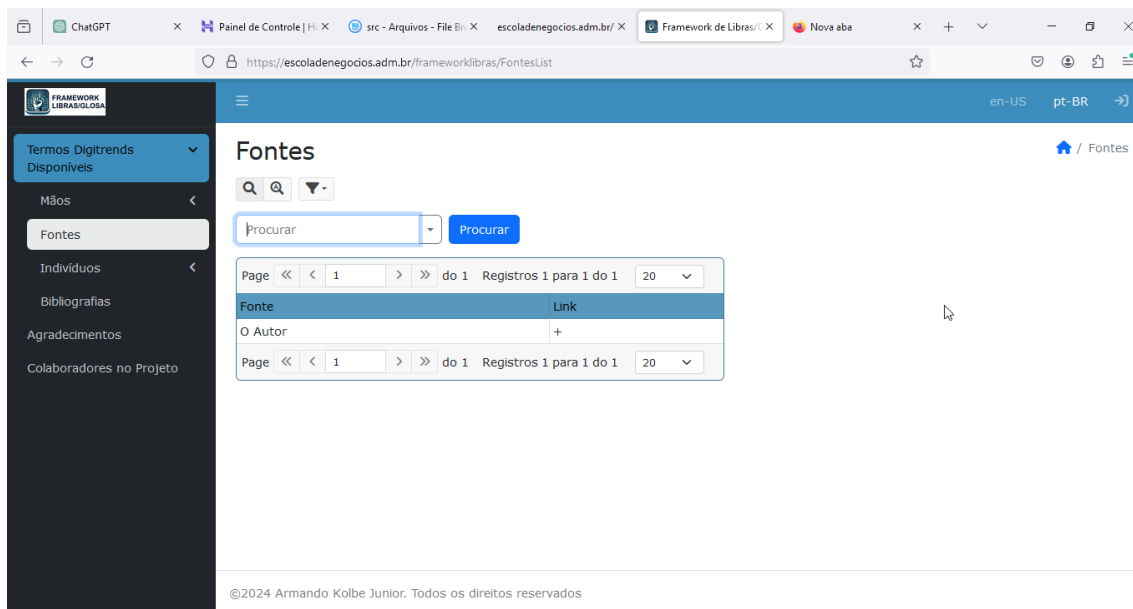 ChatGPT
Painel de Controle | H
src - Arquivos - File Bro
escoladenegocios.adm.br/
Framework de Libras/G
Nova aba
https://escoladenegocios.adm.br/frameworklibras/FontesList
FRAMEWORK
LIBRAS/GLOSA
en-US pt-BR
Termos Digitrends
Disponíveis
Mãos
Fontes
Indivíduos
Bibliografias
Agradecimentos
Colaboradores no Projeto
Fontes
/ Fontes
Procurar
Procurar
Page 1 do 1 Registros 1 para 1 do 1 20
Fonte Link
O Autor +
Page 1 do 1 Registros 1 para 1 do 1 20
©2024 Armando Kolbe Junior. Todos os direitos reservados